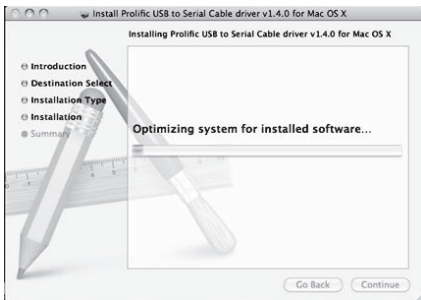 Install Prolific USB to Serial Cable driver v1.4.0 for Mac OS X
Installing Prolific USB to Serial Cable driver v1.4.0 for Mac OS X
Introduction
Destination Select
Installation Type
Installation
Summary
Optimizing system for installed software...
Go Back
Continue